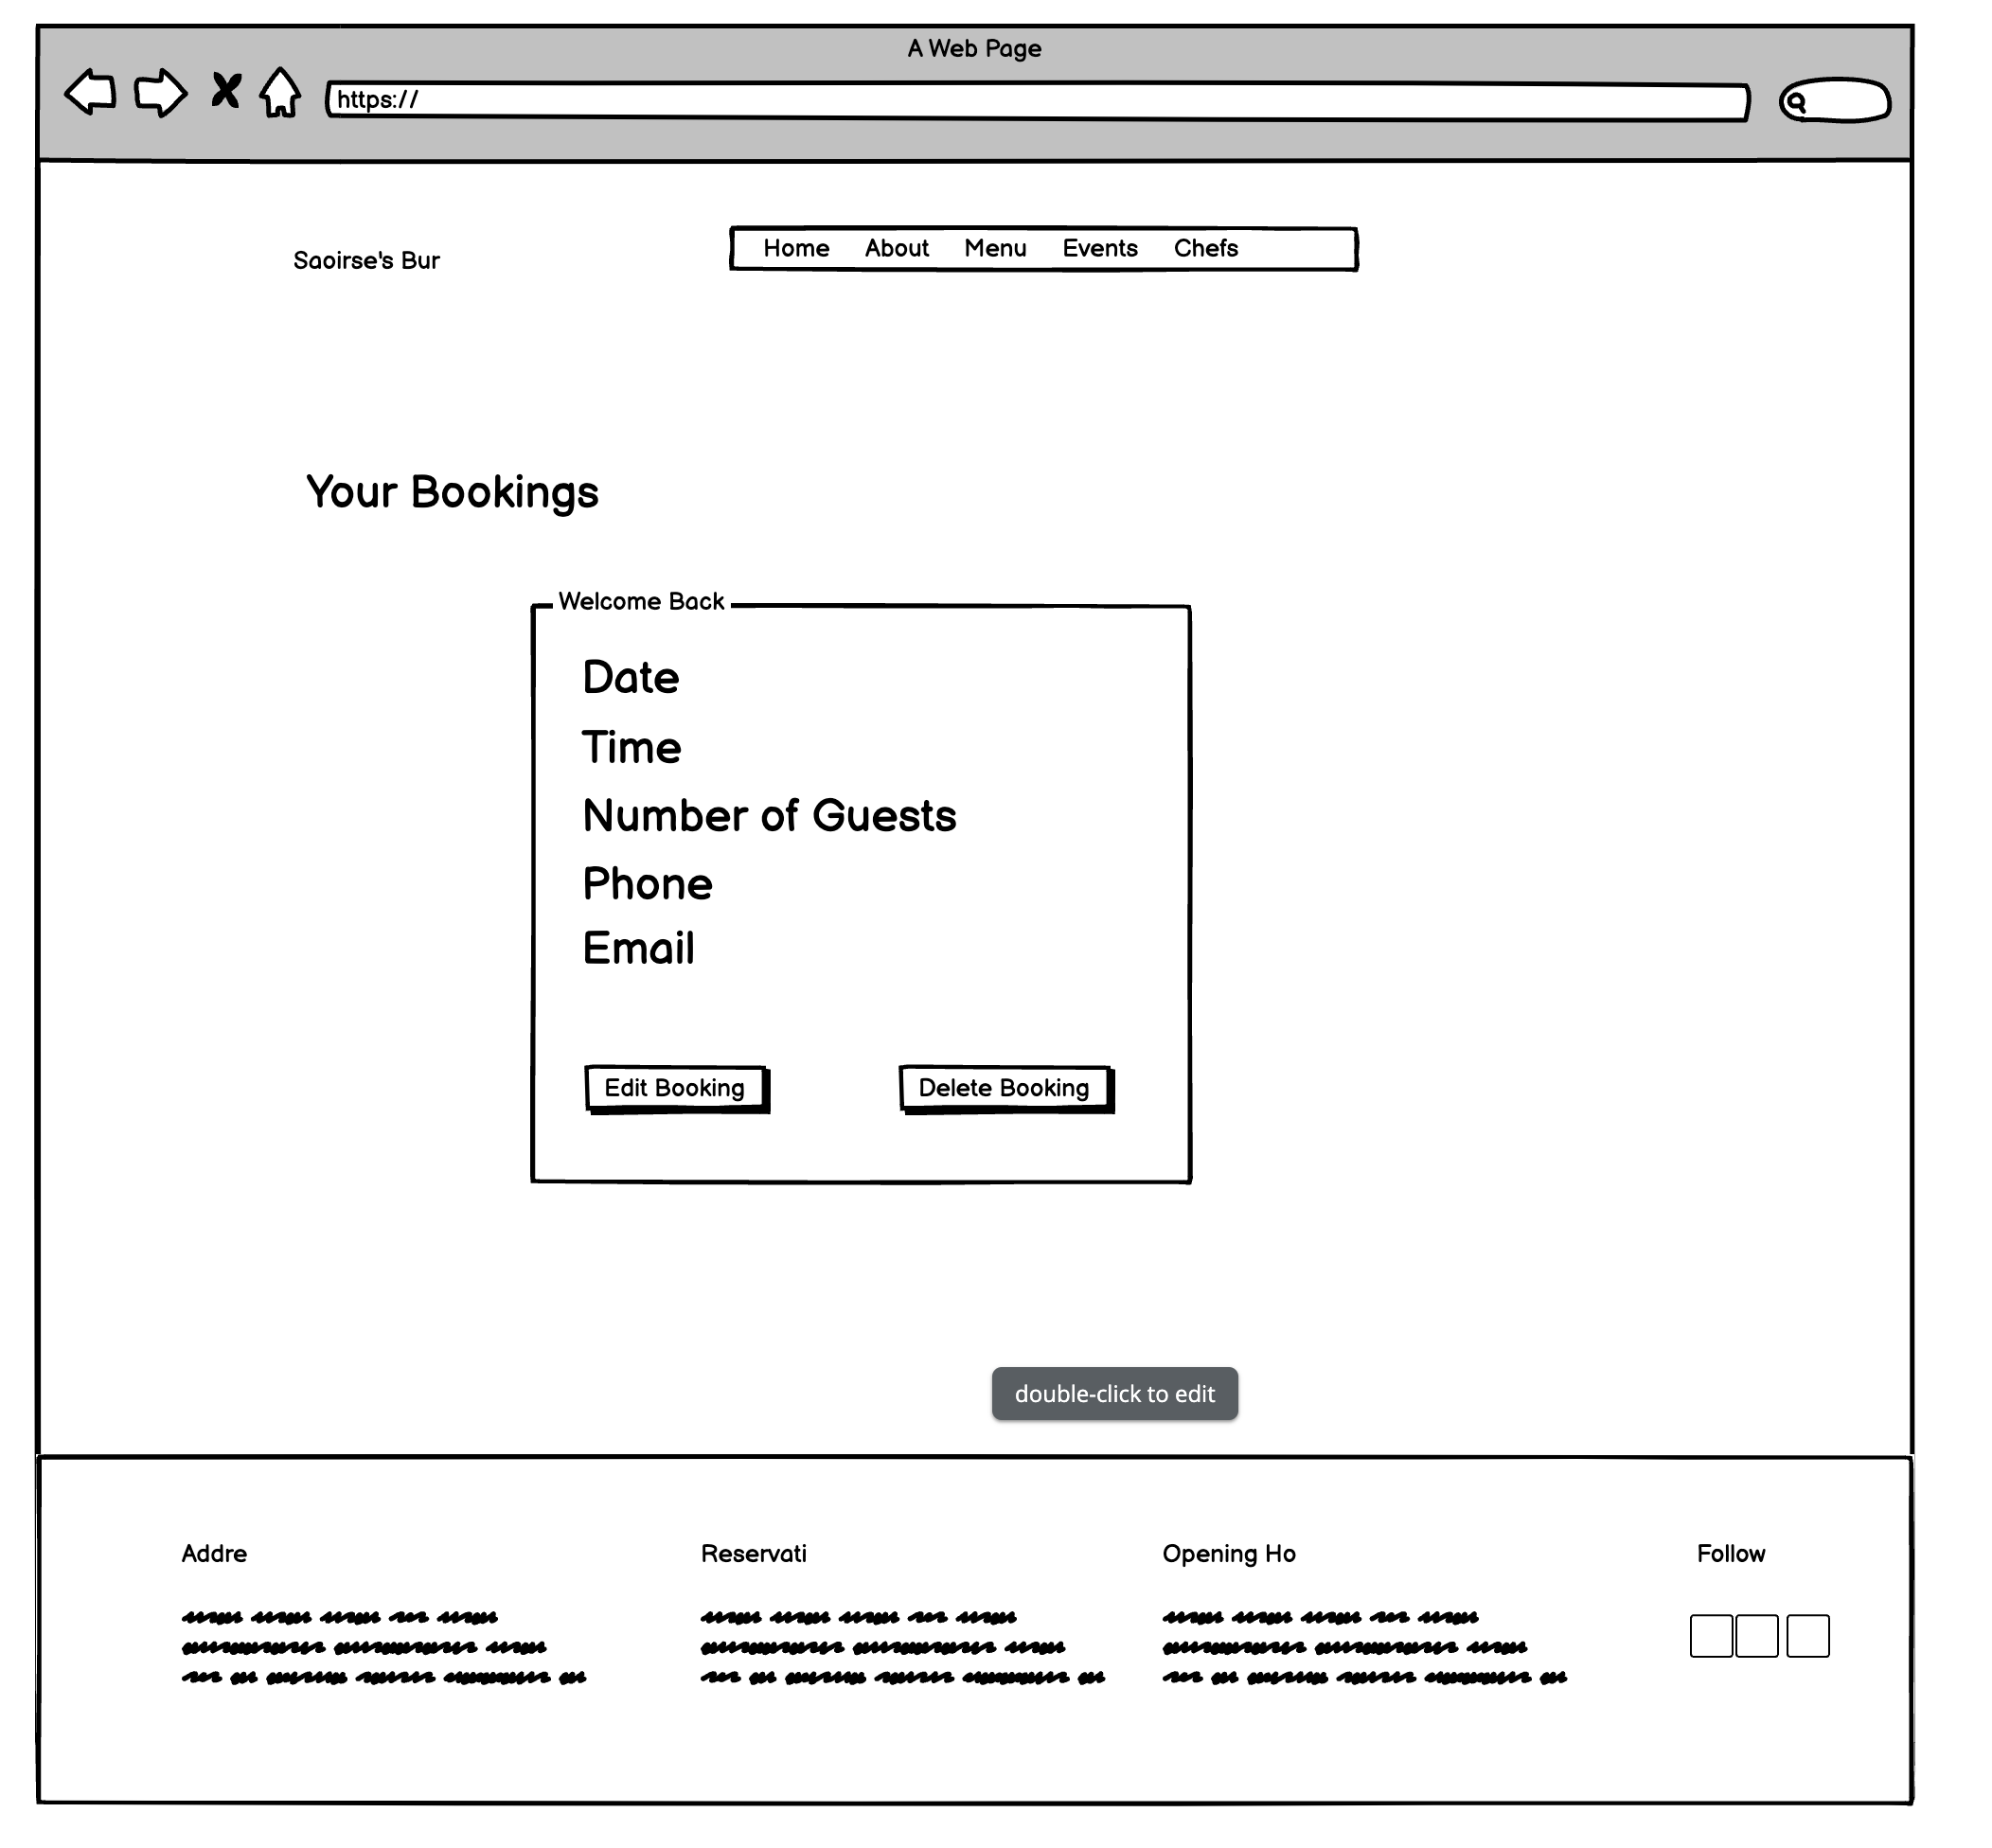 A Web Page
https://
Saoirse's Bur
Home About Menu Events Chefs
Your Bookings
Welcome Back
Date
Time
Number of Guests
Phone
Email
Edit Booking Delete Booking
double-click to edit
Addre Reservati Opening Ho Follow